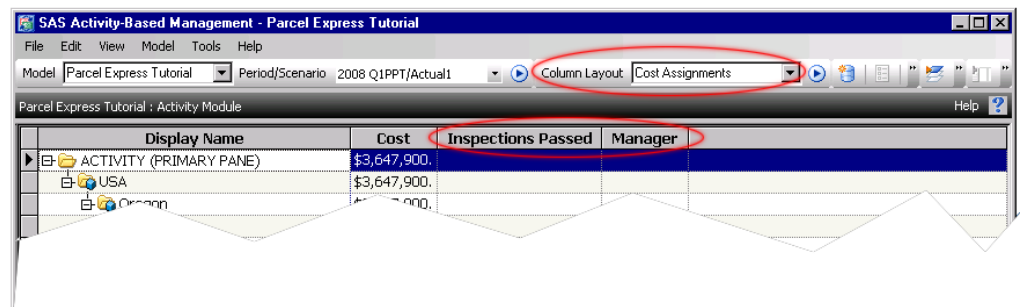 SAS Activity-Based Management - Parcel Express Tutorial
File Edit View Model Tools Help
Model Parcel Express Tutorial Period/Scenario 2008 Q1PPT/Actual1 Column Layout Cost Assignments
Parcel Express Tutorial : Activity Module Help ?
Display Name Cost Inspections Passed Manager
ACTIVITY (PRIMARY PANE) $3,647,900.
USA $3,647,900.
Oregon